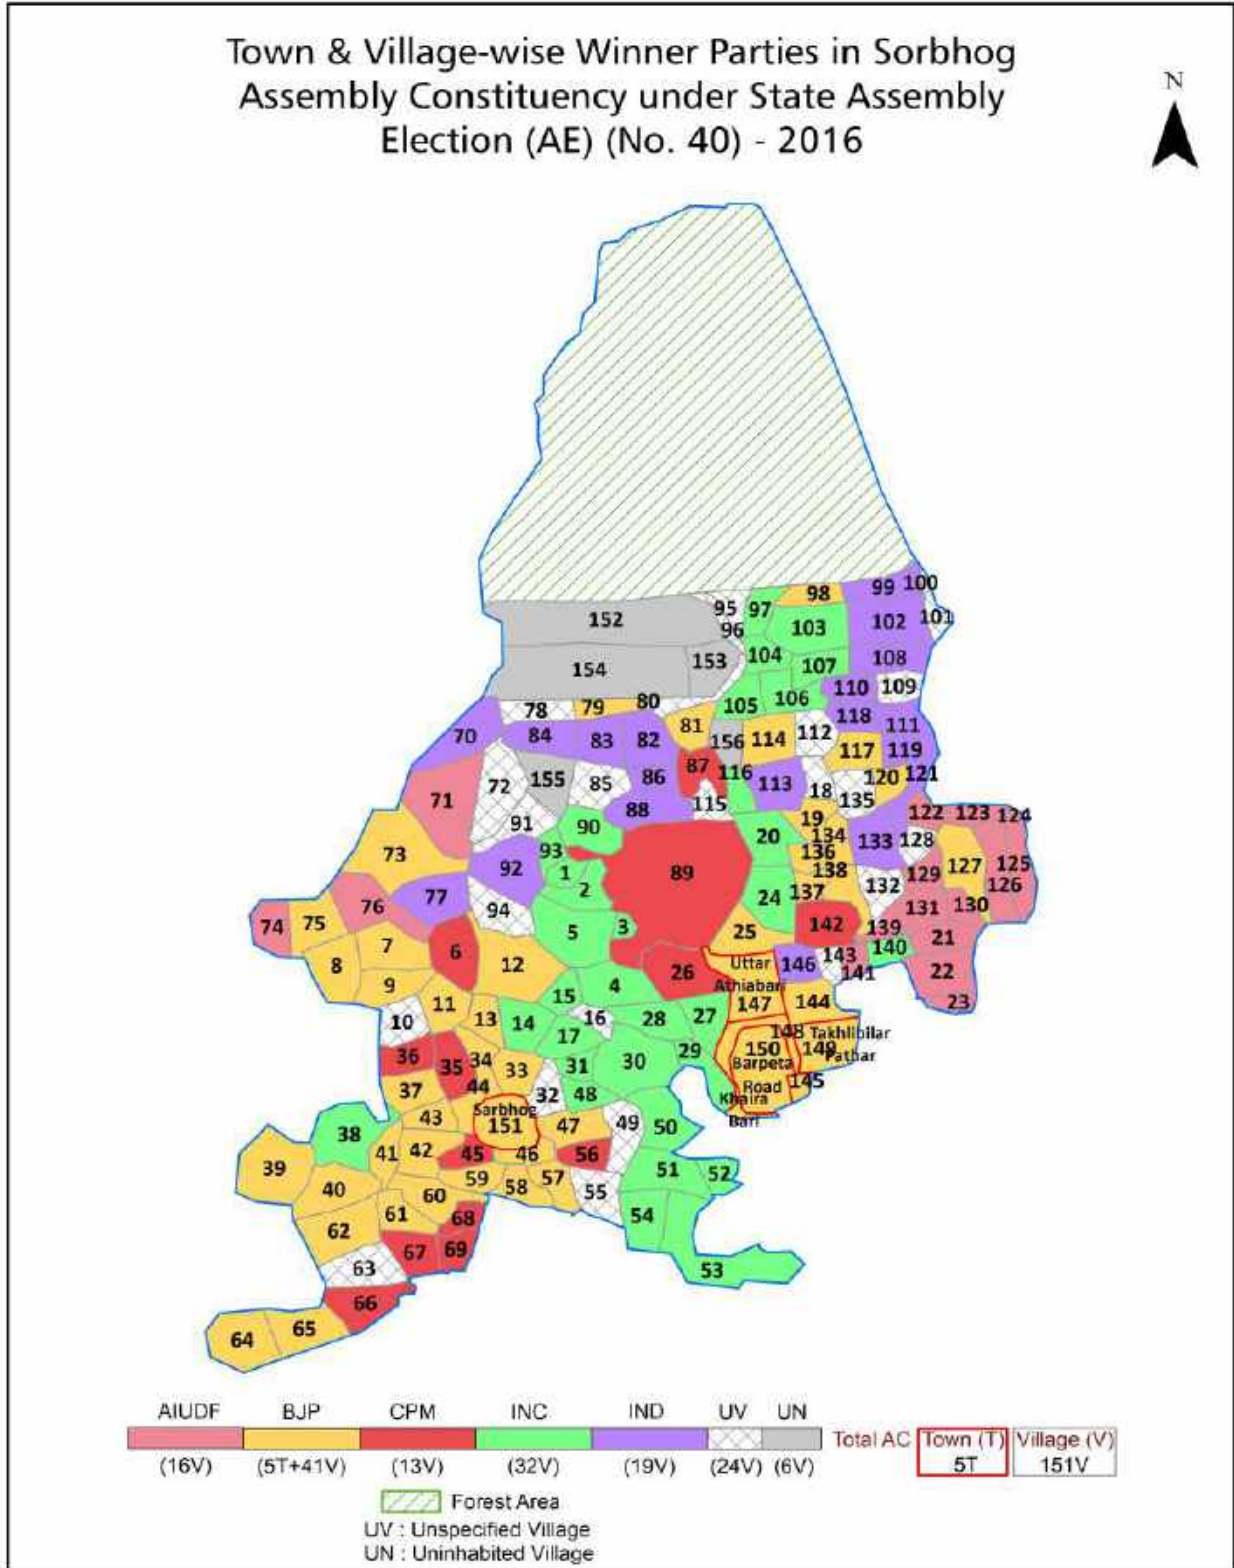 Town & Village-wise Winner Parties in Sorbhog
Assembly Constituency under State Assembly
Election (AE) (No. 40) - 2016
N
99 100
98
95 97
101
152
96 103 102
104 108
153 107
154
110 109
106
80 105
78 79 118 111
81 112
70 84 83 82 156 114 117 119
87
116 120 121
72 155 85 86 113 18
71 88 115 135
91 90 19 122 123 124
20 134 133 128
73 93 136
92 89 138 127 125
1 129
2 132 126
77 24 137
76 94 131 130
74 75 3 142 139
5 25 21
7 6 140
8 12 Uttar 146 143
26 141 22
9 4 Athiabari
11 15 147 144 23
10 13 14 16 28 27
17 148 Takhlibilar
36 34 30 29 150 149 Pathar
35 33 31 Barpeta
37 44 32 48 Road 145
43 Sarbhog Khaira
38 151 47 49 50 Bari
41 42 45 46 56
39 59 57 51 52
40 60 58 55
61 68 54
62
67 69 53
63
66
64 65
AIUDF BJP CPM INC IND UV UN
Total AC Town (T) Village (V)
(16V) (5T+41V) (13V) (32V) (19V) (24V) (6V) 5T 151V
Forest Area
UV : Unspecified Village
UN : Uninhabited Village